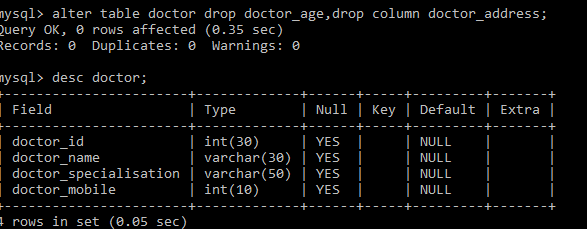 mysql> alter table doctor drop doctor_age,drop column doctor_address;
Query OK, 0 rows affected (0.35 sec)
Records: 0  Duplicates: 0  Warnings: 0
mysql> desc doctor;
+-----------------------+-------------+------+-----+---------+-------+
| Field                 | Type        | Null | Key | Default | Extra |
+-----------------------+-------------+------+-----+---------+-------+
| doctor_id             | int(30)     | YES  |     | NULL    |       |
| doctor_name           | varchar(30) | YES  |     | NULL    |       |
| doctor_specialisation | varchar(50) | YES  |     | NULL    |       |
| doctor_mobile         | int(10)     | YES  |     | NULL    |       |
+-----------------------+-------------+------+-----+---------+-------+
4 rows in set (0.05 sec)